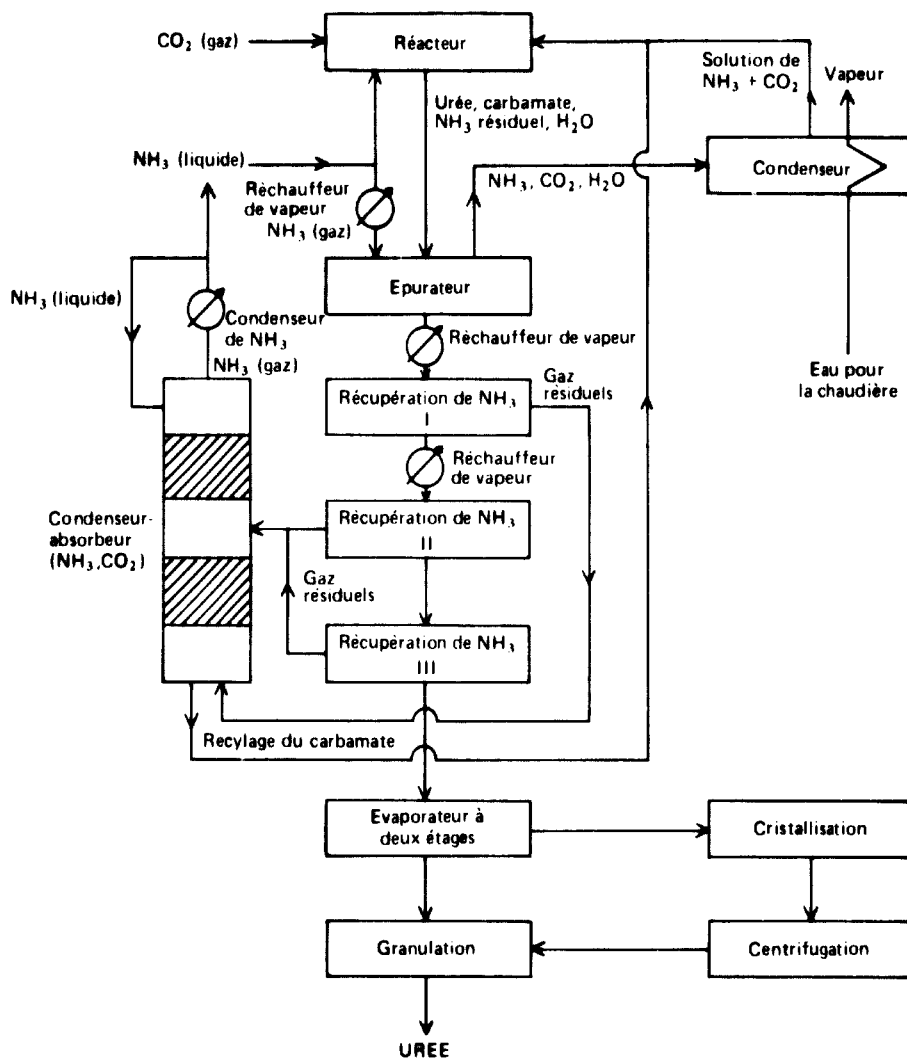 CO₂ (gaz)
Réacteur
Solution de
NH₃ + CO₂
Vapeur
Urée, carbamate,
NH₃ résiduel, H₂O
NH₃ (liquide)
Condenseur
NH₃, CO₂, H₂O
Réchauffeur
de vapeur
NH₃ (gaz)
Epurateur
NH₃ (liquide)
Condenseur
de NH₃
NH₃ (gaz)
Réchauffeur de vapeur
Eau pour
la chaudière
Gaz
résiduels
Récupération de NH₃
I
Réchauffeur
de vapeur
Condenseur-
absorbeur
(NH₃,CO₂)
Récupération de NH₃
II
Gaz
résiduels
Récupération de NH₃
III
Recylage du carbamate
Evaporateur à
deux étages
Cristallisation
Granulation
Centrifugation
UREE